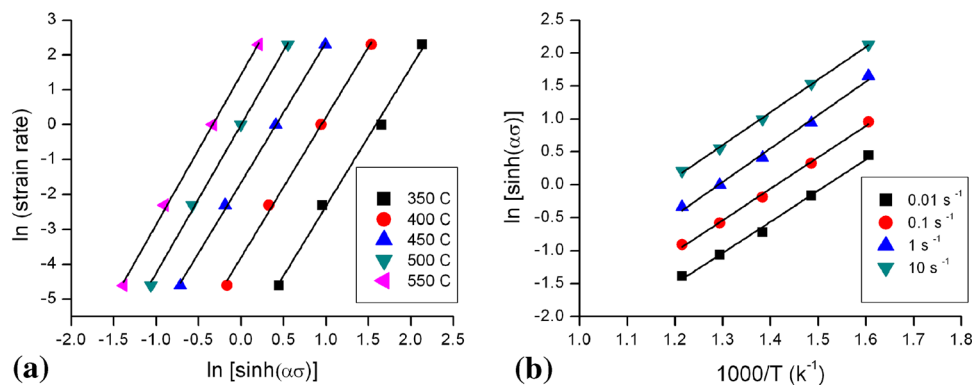 ln (strain rate)
3
2
1
0
-1
-2
-3
-4
-5
-2.0 -1.5 -1.0 -0.5 0.0 0.5 1.0 1.5 2.0 2.5
ln [sinh(ασ)]
350 C
400 C
450 C
500 C
550 C
(a)
ln [sinh(ασ)]
2.5
2.0
1.5
1.0
0.5
0.0
-0.5
-1.0
-1.5
-2.0
1.0 1.1 1.2 1.3 1.4 1.5 1.6 1.7 1.8
1000/T (k⁻¹)
0.01 s⁻¹
0.1 s⁻¹
1 s⁻¹
10 s⁻¹
(b)